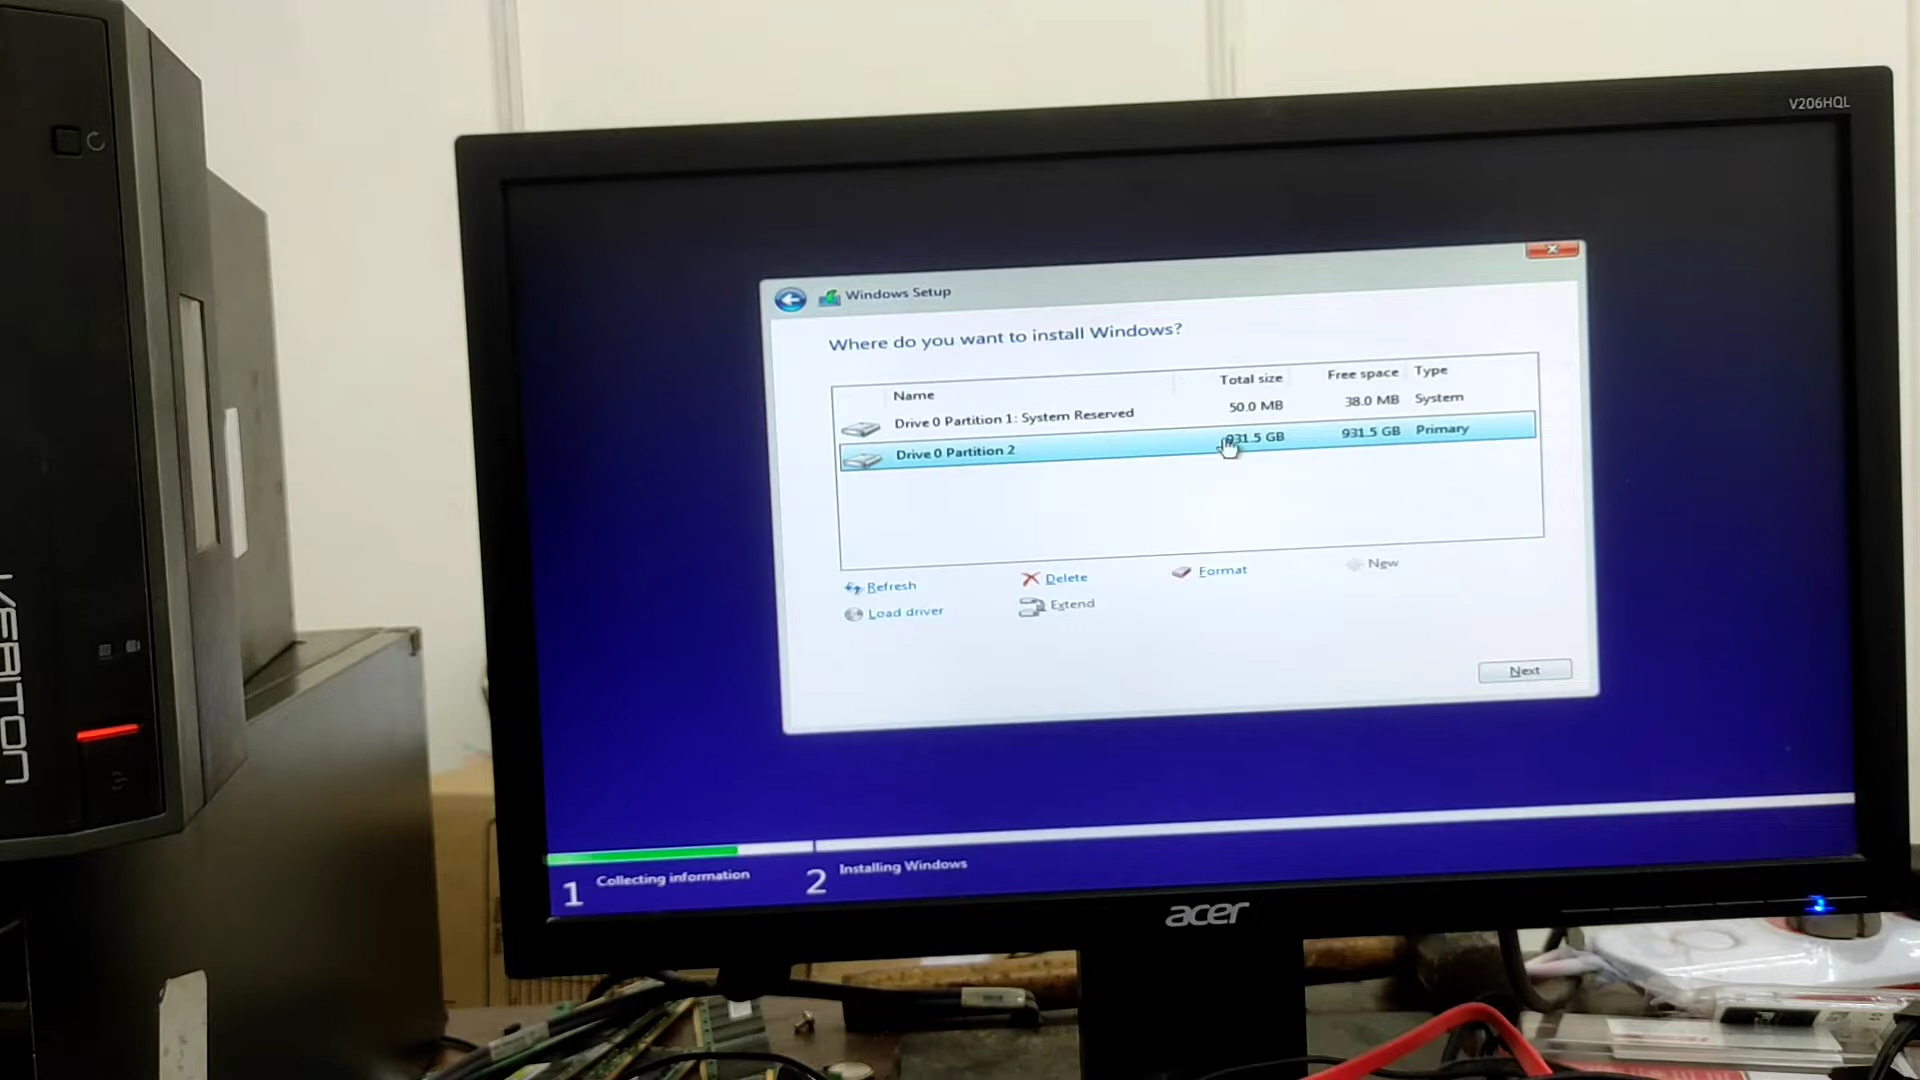 V206HQL
Windows Setup
Where do you want to install Windows?
Name Total size Free space Type
Drive 0 Partition 1: System Reserved 50.0 MB 38.0 MB System
Drive 0 Partition 2 931.5 GB 931.5 GB Primary
Refresh Delete Format New
Load driver Extend
Next
1 Collecting information 2 Installing Windows
acer
VERITON